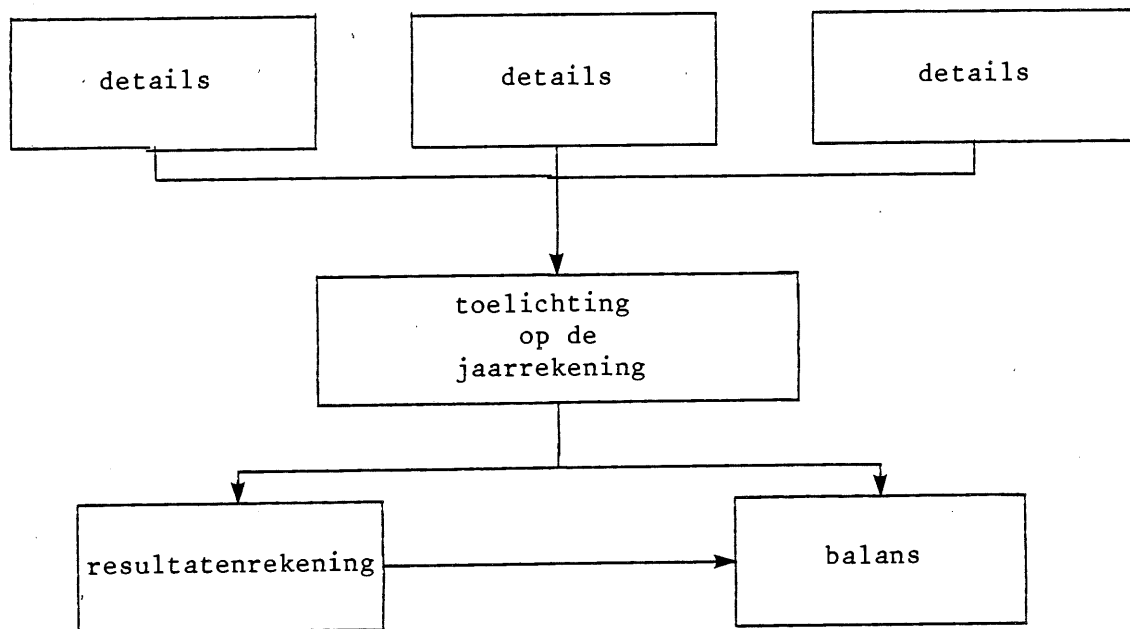 details
details
details
toelichting
op de
jaarrekening
resultatenrekening
balans